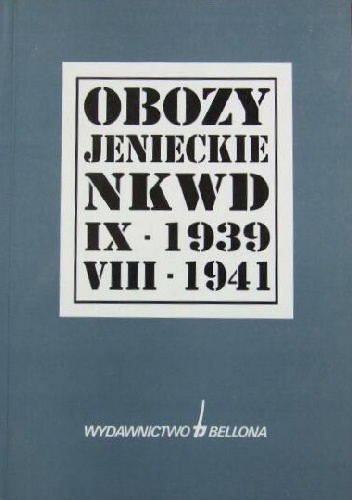 OBOZY
JENIECKIE
NKWD
IX - 1939
VIII - 1941
WYDAWNICTWO BELLONA